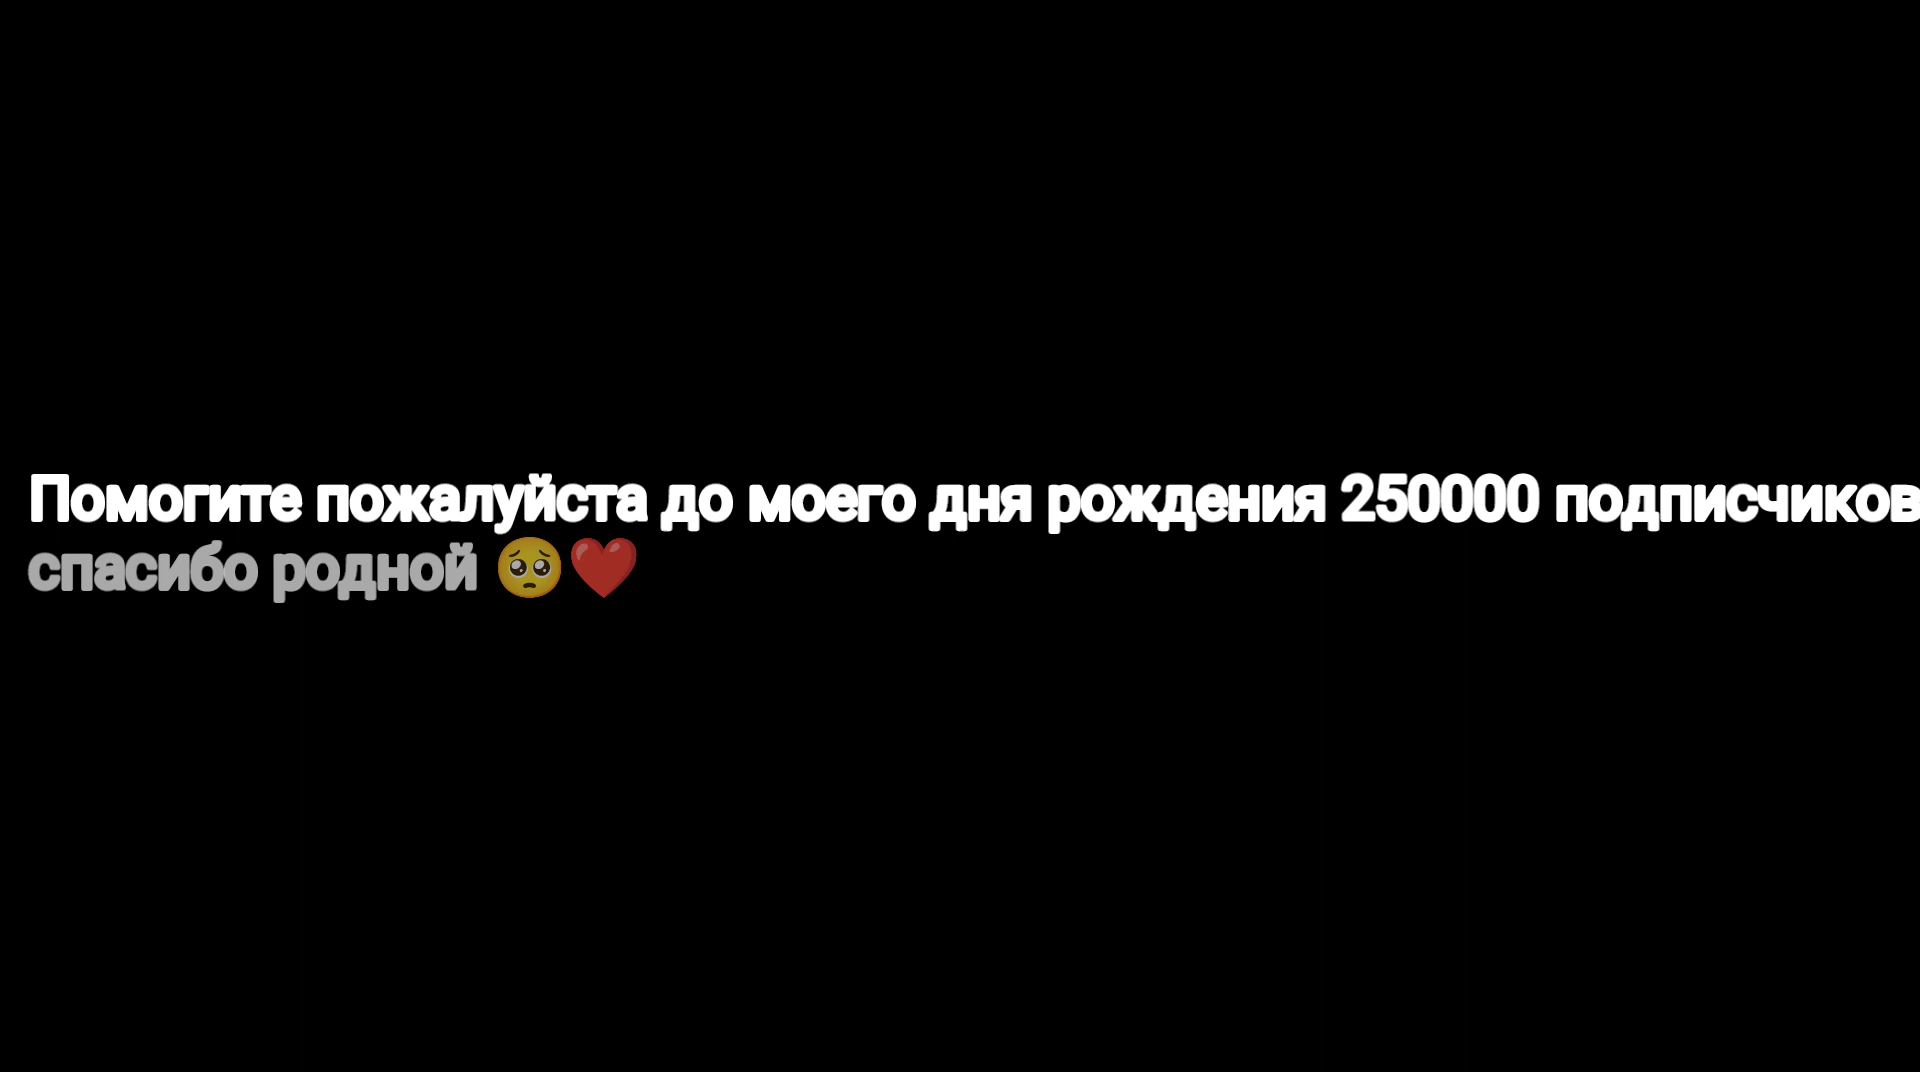 Помогите пожалуйста до моего дня рождения 250000 подписчиков
спасибо родной 🥺❤️